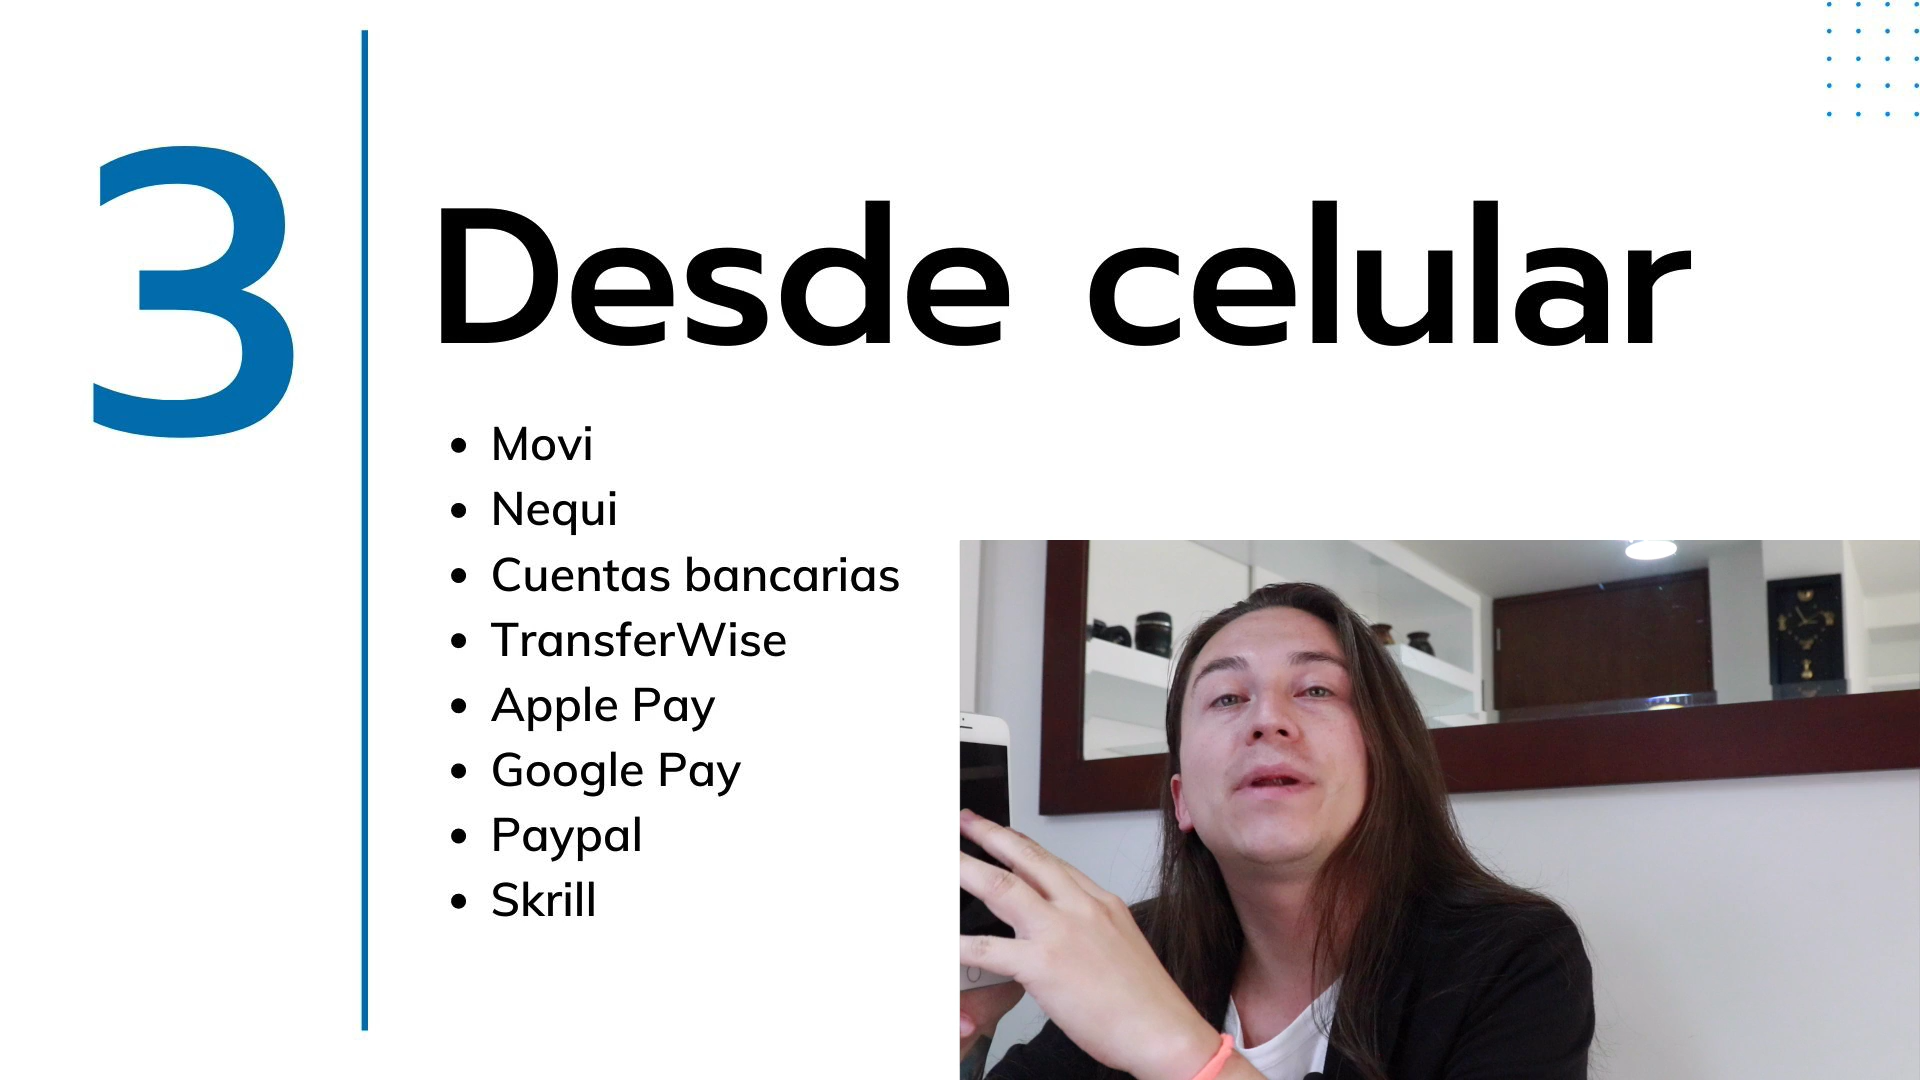 3
Desde celular
• Movi
• Nequi
• Cuentas bancarias
• TransferWise
• Apple Pay
• Google Pay
• Paypal
• Skrill